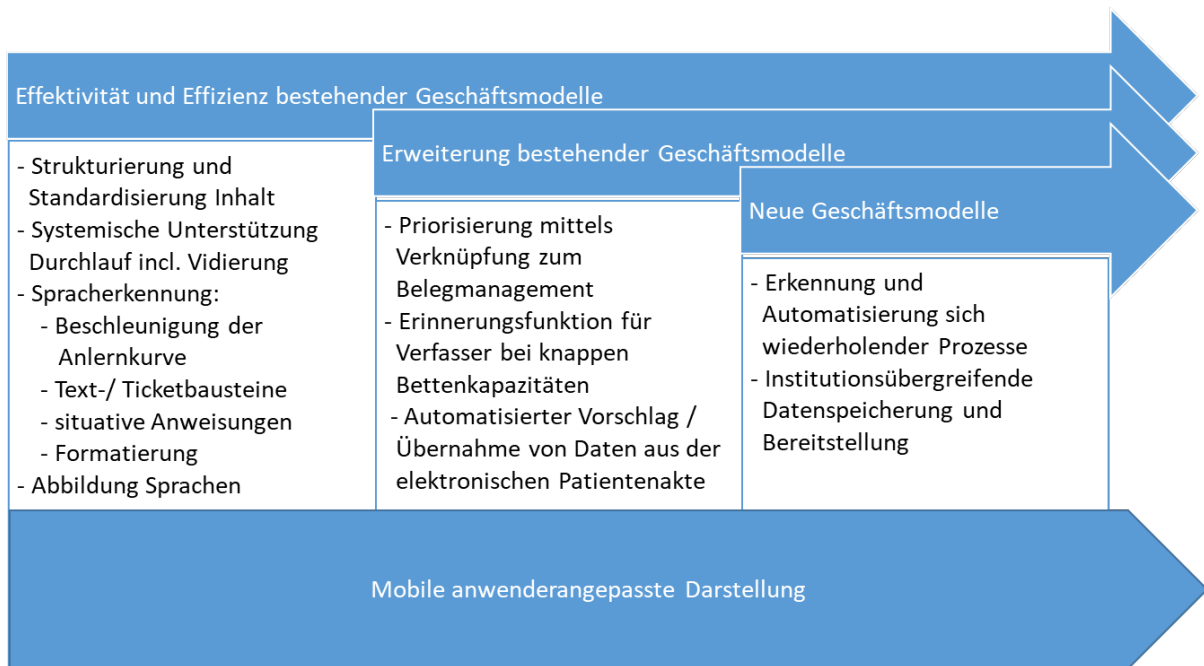 Effektivität und Effizienz bestehender Geschäftsmodelle
- Strukturierung und
Standardisierung Inhalt
- Systemische Unterstützung
Durchlauf incl. Vidierung
- Spracherkennung:
- Beschleunigung der
Anlernkurve
- Text-/ Ticketbausteine
- situative Anweisungen
- Formatierung
- Abbildung Sprachen
Erweiterung bestehender Geschäftsmodelle
- Priorisierung mittels
Verknüpfung zum
Belegmanagement
- Erinnerungsfunktion für
Verfasser bei knappen
Bettenkapazitäten
- Automatisierter Vorschlag /
Übernahme von Daten aus der
elektronischen Patientenakte
Neue Geschäftsmodelle
- Erkennung und
Automatisierung sich
wiederholender Prozesse
- Institutionsübergreifende
Datenspeicherung und
Bereitstellung
Mobile anwenderangepasste Darstellung